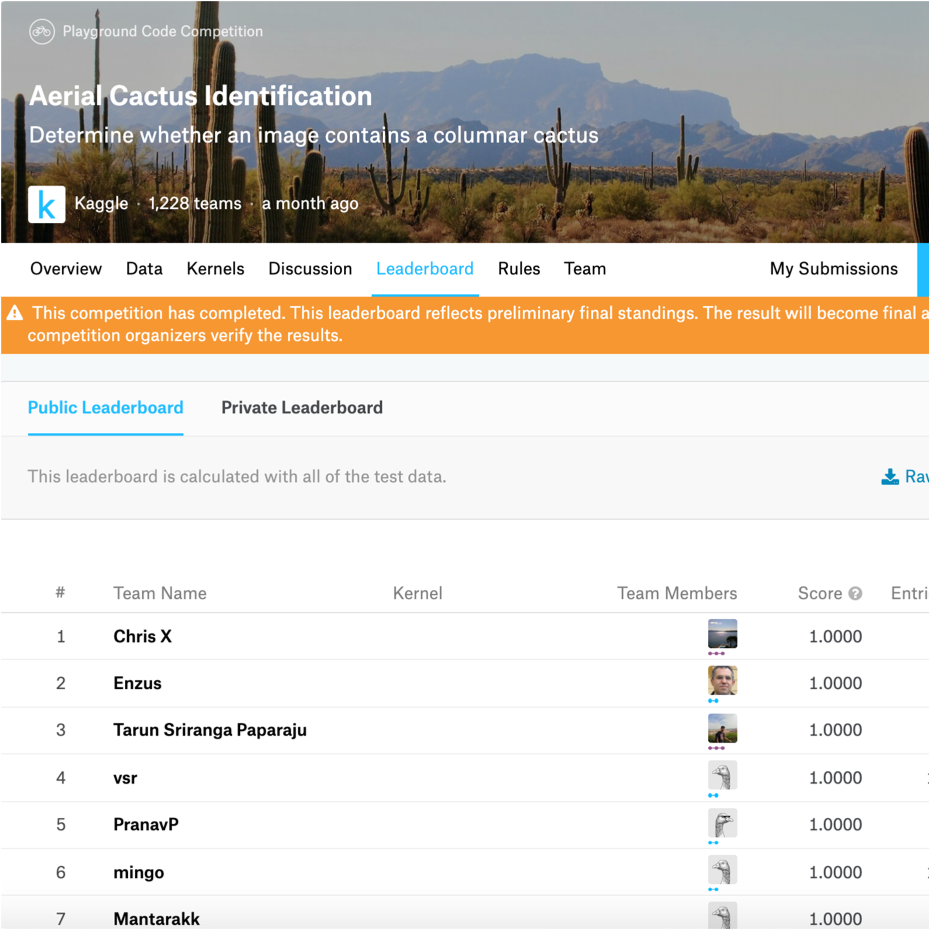 Playground Code Competition
Aerial Cactus Identification
Determine whether an image contains a columnar cactus
k
Kaggle · 1,228 teams · a month ago
Overview Data Kernels Discussion Leaderboard Rules Team My Submissions
This competition has completed. This leaderboard reflects preliminary final standings. The result will become final a
competition organizers verify the results.
Public Leaderboard Private Leaderboard
This leaderboard is calculated with all of the test data.
# Team Name Kernel Team Members Score ? Entri
1 Chris X 1.0000
2 Enzus 1.0000
3 Tarun Sriranga Paparaju 1.0000
4 vsr 1.0000
5 PranavP 1.0000
6 mingo 1.0000
7 Mantarakk 1.0000